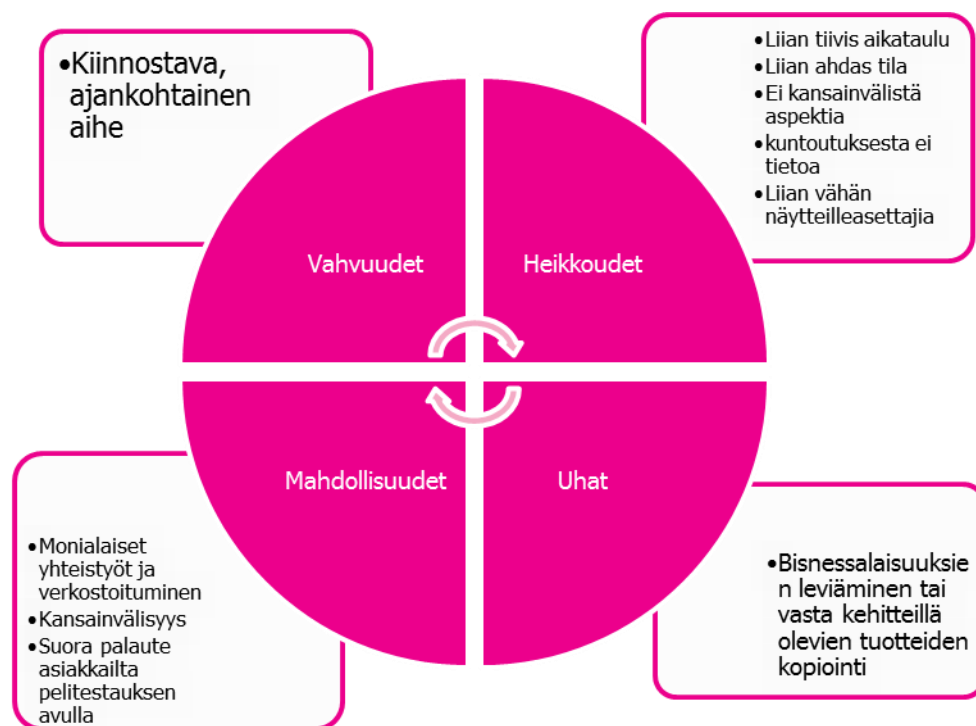 •Kiinnostava,
ajankohtainen
aihe
•Liian tiivis aikataulu
•Liian ahdas tila
•Ei kansainvälistä
aspektia
•kuntoutuksesta ei
tietoa
•Liian vähän
näytteilleasettajia
Vahvuudet
Heikkoudet
Mahdollisuudet
Uhat
•Monialaiset
yhteistyöt ja
verkostoituminen
•Kansainvälisyys
•Suora palaute
asiakkailta
pelitestauksen
avulla
•Bisnessalaisuuksie
n leviäminen tai
vasta kehitteillä
olevien tuotteiden
kopiointi